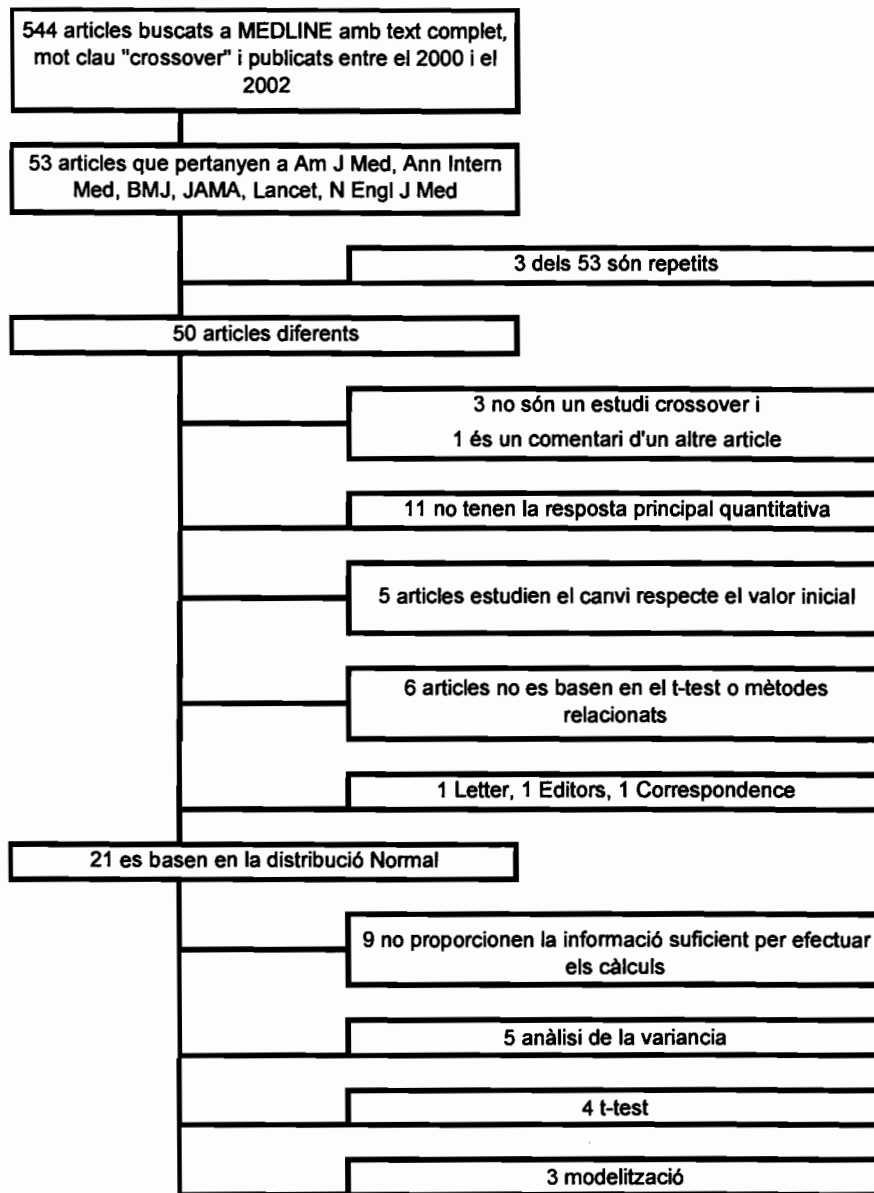 544 articles buscats a MEDLINE amb text complet,
mot clau "crossover" i publicats entre el 2000 i el
2002
53 articles que pertanyen a Am J Med, Ann Intern
Med, BMJ, JAMA, Lancet, N Engl J Med
3 dels 53 són repetits
50 articles diferents
3 no són un estudi crossover i
1 és un comentari d'un altre article
11 no tenen la resposta principal quantitativa
5 articles estudien el canvi respecte el valor inicial
6 articles no es basen en el t-test o mètodes
relacionats
1 Letter, 1 Editors, 1 Correspondence
21 es basen en la distribució Normal
9 no proporcionen la informació suficient per efectuar
els càlculs
5 anàlisi de la variancia
4 t-test
3 modelització